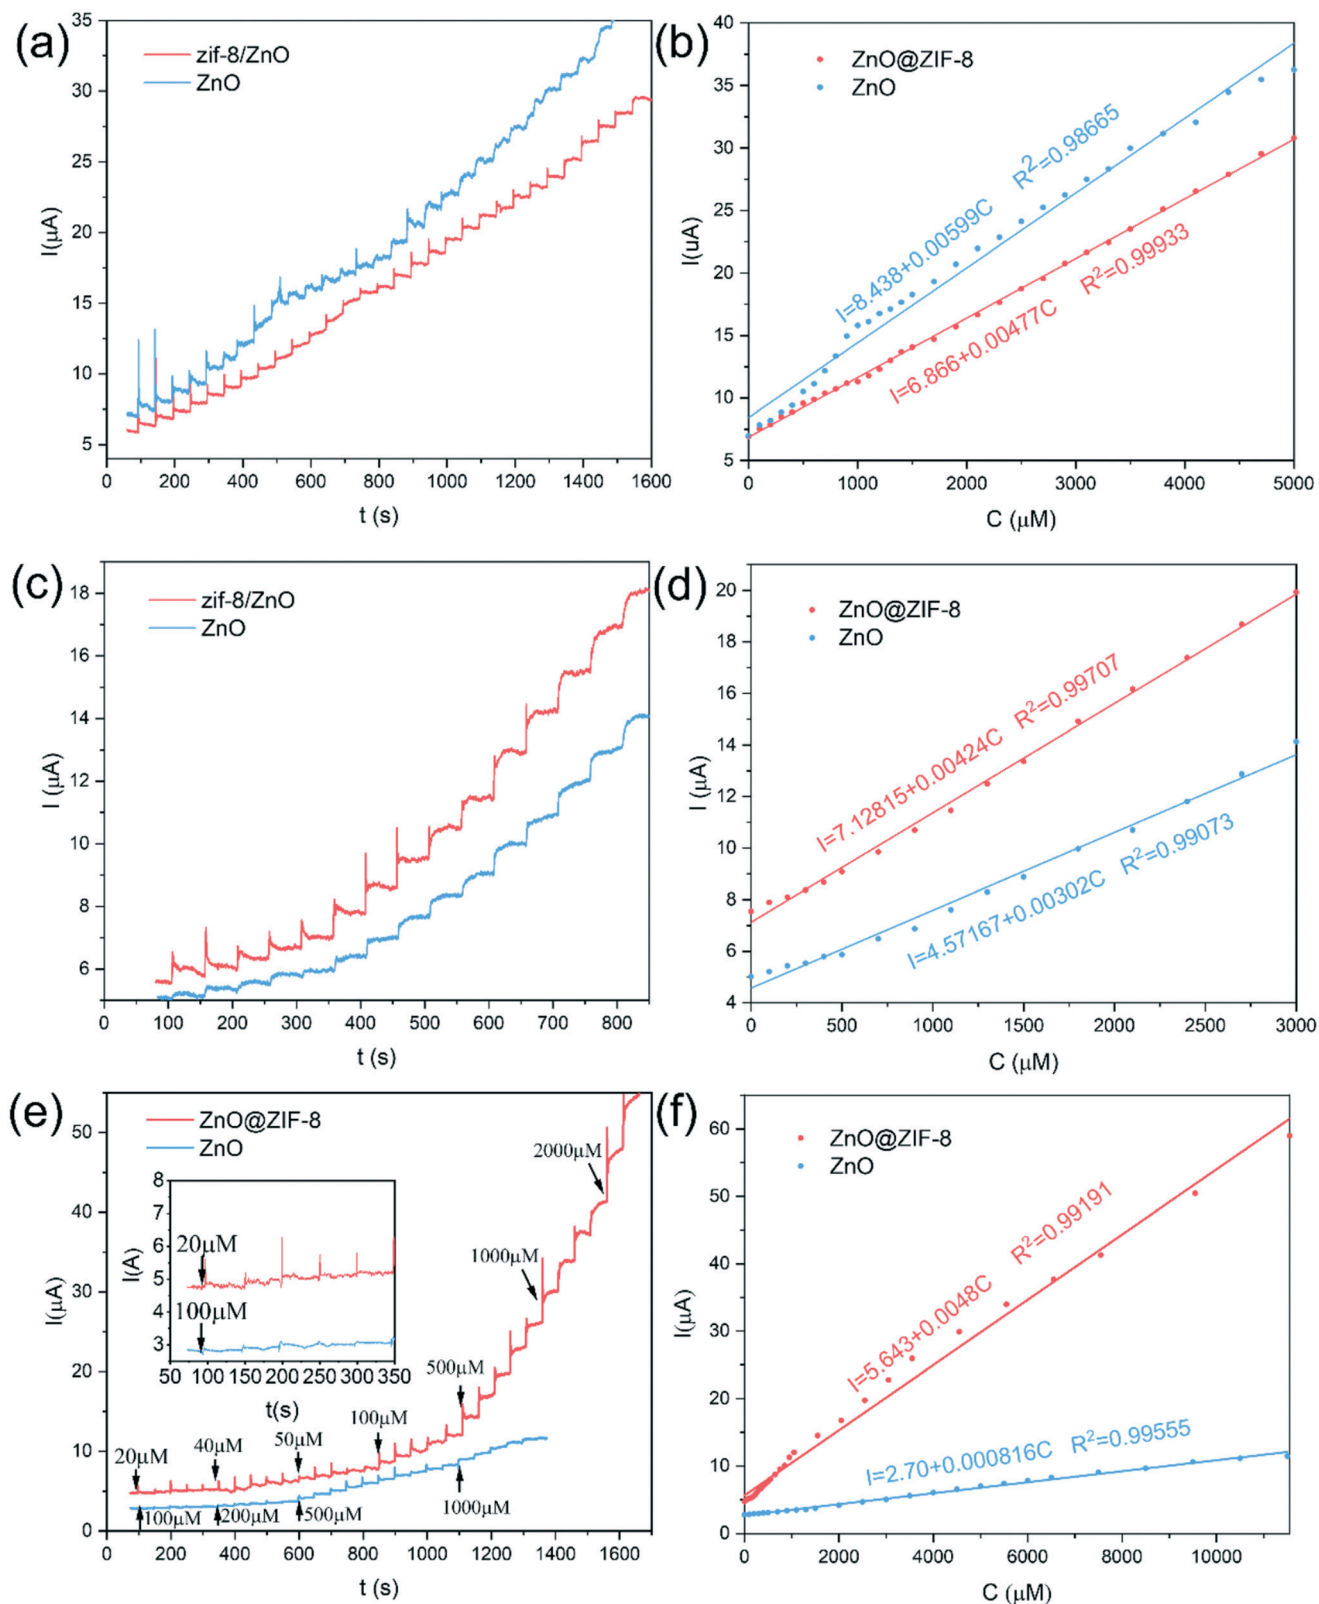 (a)
zif-8/ZnO
ZnO
35
30
25
20
15
10
5
I(μA)
0 200 400 600 800 1000 1200 1400 1600
t (s)
(b)
ZnO@ZIF-8
ZnO
40
35
30
25
20
15
10
5
I(uA)
I=8.438+0.00599C R²=0.98665
I=6.866+0.00477C R²=0.99933
0 1000 2000 3000 4000 5000
C (μM)
(c)
zif-8/ZnO
ZnO
18
16
14
12
10
8
6
I (μA)
0 100 200 300 400 500 600 700 800
t (s)
(d)
ZnO@ZIF-8
ZnO
20
18
16
14
12
10
8
6
4
I (μA)
I=7.12815+0.00424C R²=0.99707
I=4.57167+0.00302C R²=0.99073
0 500 1000 1500 2000 2500 3000
C (μM)
(e)
ZnO@ZIF-8
ZnO
50
40
30
20
10
0
I(μA)
8
7
6
5
4
3
I(A)
20μM
100μM
50 100 150 200 250 300 350
t(s)
2000μM
1000μM
500μM
100μM
50μM
40μM
20μM
100μM
200μM
500μM
1000μM
0 200 400 600 800 1000 1200 1400 1600
t (s)
(f)
ZnO@ZIF-8
ZnO
60
50
40
30
20
10
0
I(μA)
I=5.643+0.0048C R²=0.99191
I=2.70+0.000816C R²=0.99555
0 2000 4000 6000 8000 10000
C (μM)